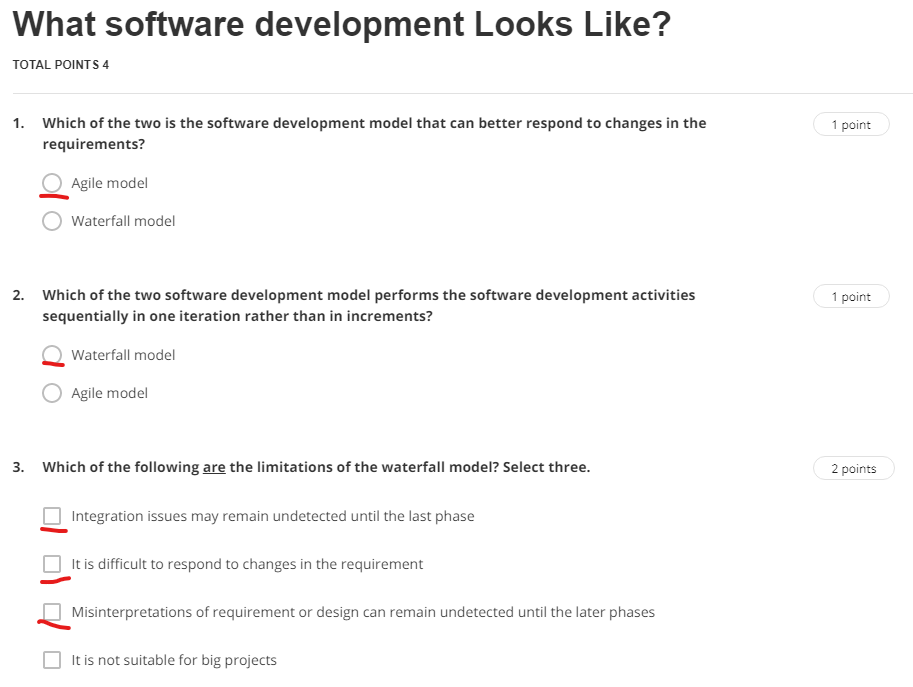 What software development Looks Like?
TOTAL POINTS 4
1. Which of the two is the software development model that can better respond to changes in the
requirements?
1 point
Agile model
Waterfall model
2. Which of the two software development model performs the software development activities
sequentially in one iteration rather than in increments?
1 point
Waterfall model
Agile model
3. Which of the following are the limitations of the waterfall model? Select three.
2 points
Integration issues may remain undetected until the last phase
It is difficult to respond to changes in the requirement
Misinterpretations of requirement or design can remain undetected until the later phases
It is not suitable for big projects